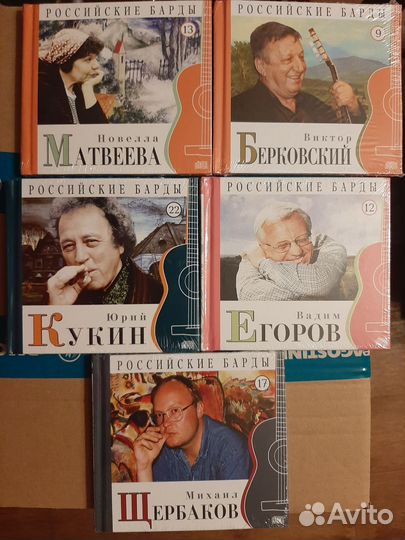 РОССИЙСКИЕ БАРДЫ
13
Новелла
МАТВЕЕВА
РОССИЙСКИЕ БАРДЫ
9
Виктор
БЕРКОВСКИЙ
РОССИЙСКИЕ БАРДЫ
22
Юрий
КУКИН
РОССИЙСКИЕ БАРДЫ
12
Вадим
ЕГОРОВ
AGOSTINI
РОССИЙСКИЕ БАРДЫ
17
Михаил
ЩЕРБАКОВ
Avito